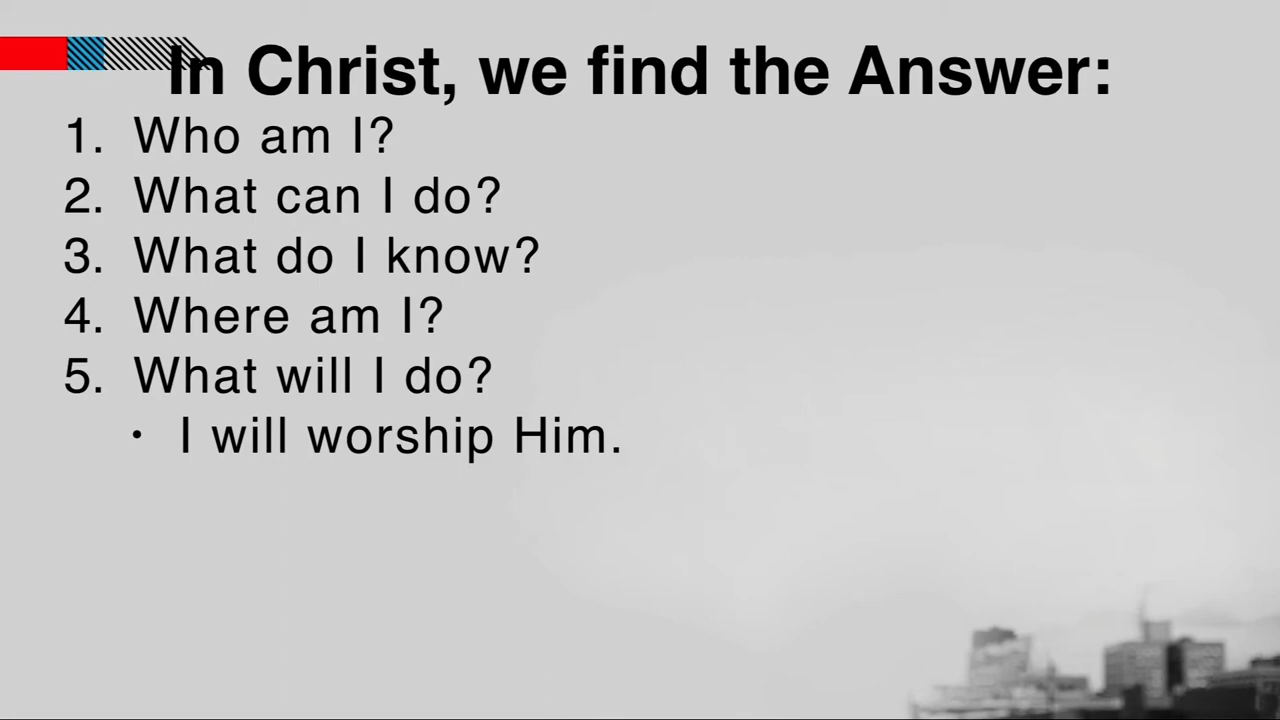 In Christ, we find the Answer:
1. Who am I?
2. What can I do?
3. What do I know?
4. Where am I?
5. What will I do?
• I will worship Him.